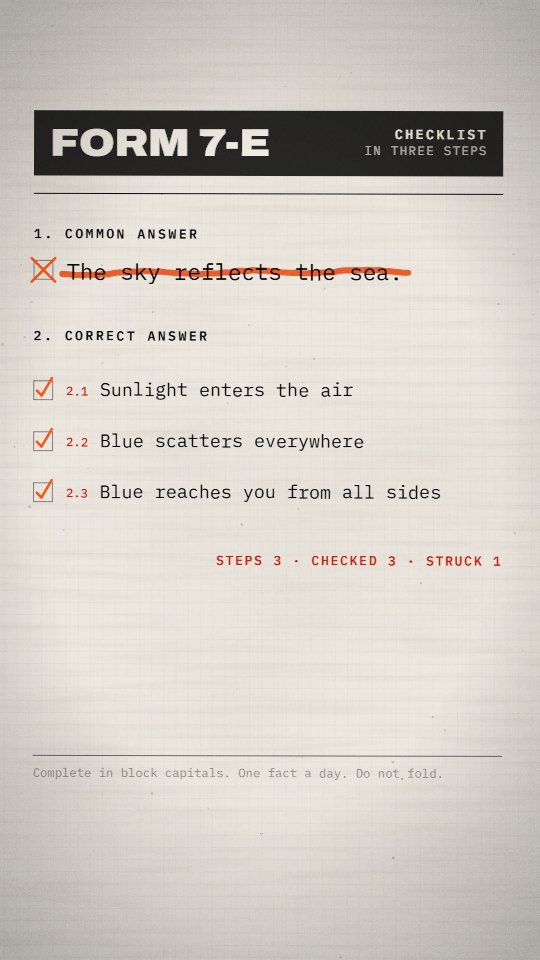 FORM 7-E
CHECKLIST
IN THREE STEPS
1. COMMON ANSWER
The sky reflects the sea.
2. CORRECT ANSWER
2.1 Sunlight enters the air
2.2 Blue scatters everywhere
2.3 Blue reaches you from all sides
STEPS 3 · CHECKED 3 · STRUCK 1
Complete in block capitals. One fact a day. Do not fold.